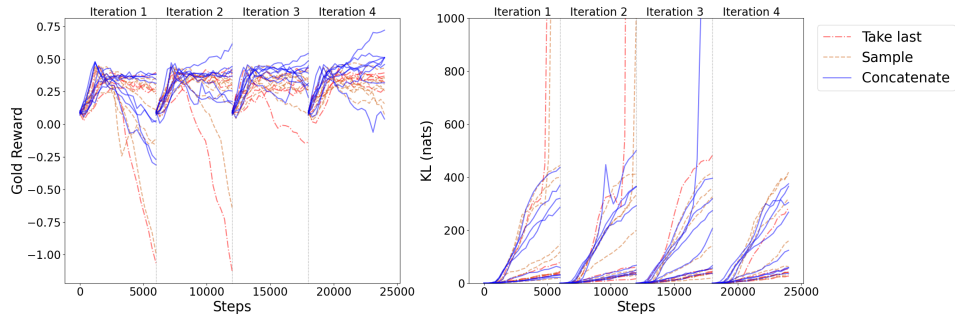 Iteration 1 Iteration 2 Iteration 3 Iteration 4
0.75
0.50
0.25
0.00
−0.25
−0.50
−0.75
−1.00
Gold Reward
0 5000 10000 15000 20000 25000
Steps
Iteration 1 Iteration 2 Iteration 3 Iteration 4
1000
800
600
400
200
0
KL (nats)
0 5000 10000 15000 20000 25000
Steps
Take last
Sample
Concatenate